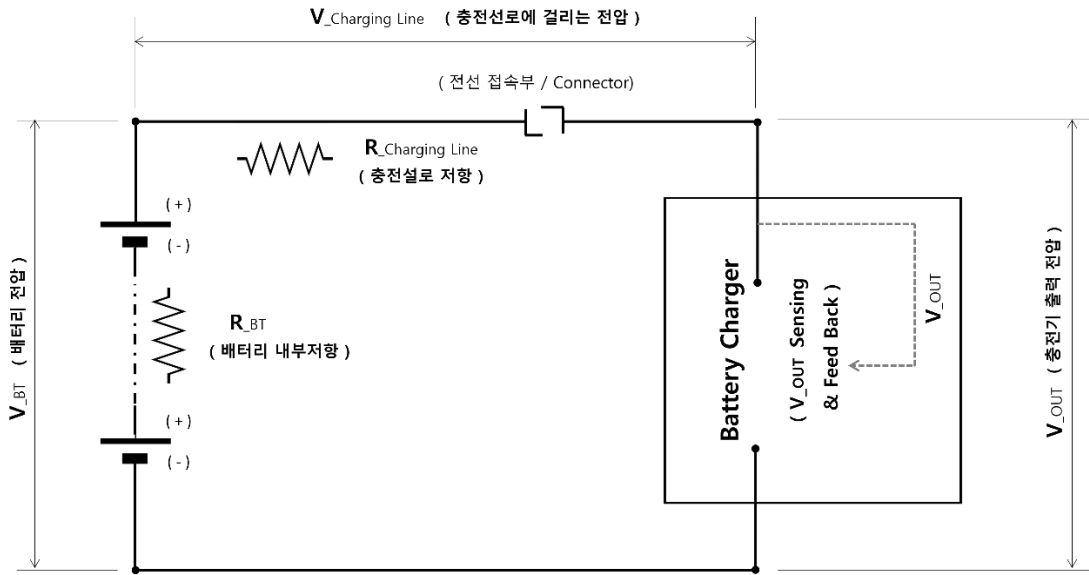 V_Charging Line ( 충전선로에 걸리는 전압 )
( 전선 접속부 / Connector)
R_Charging Line
( 충전설로 저항 )
( + )
( - )
R_BT
( 배터리 내부저항 )
( + )
( - )
V_BT ( 배터리 전압 )
Battery Charger
( V_OUT Sensing
& Feed Back )
V_OUT
V_OUT ( 충전기 출력 전압 )